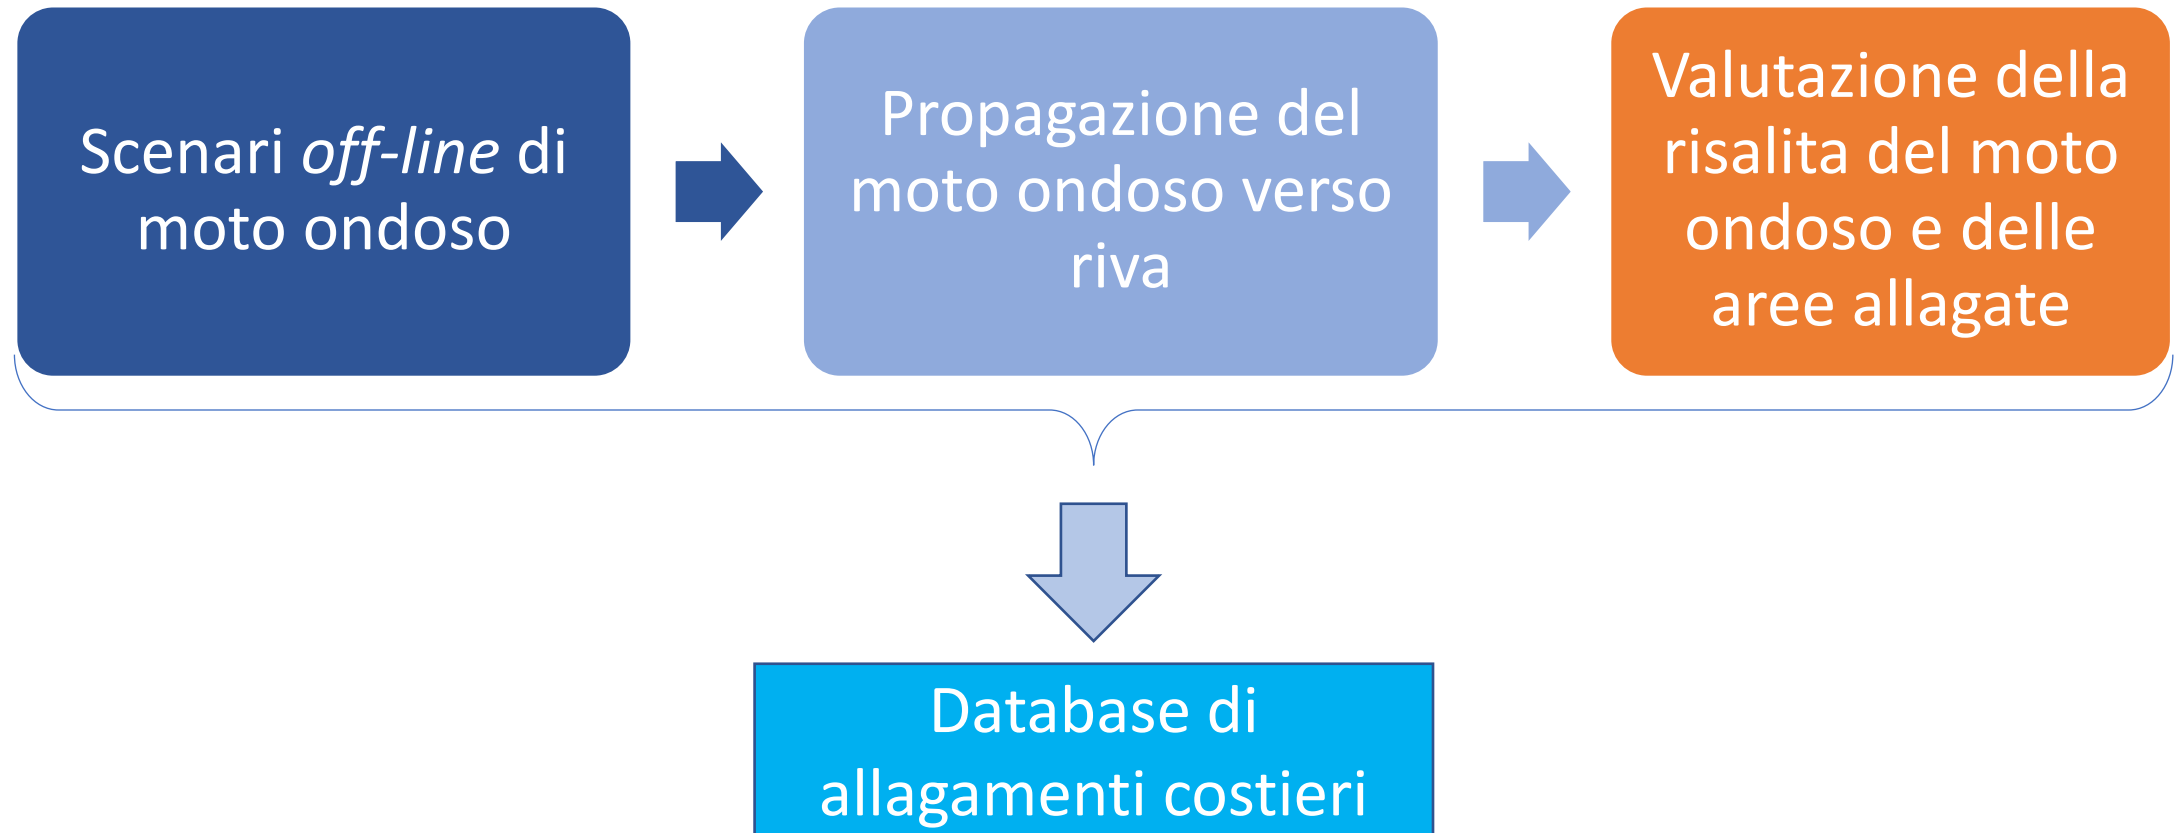 Scenari off-line di
moto ondoso
Propagazione del
moto ondoso verso
riva
Valutazione della
risalita del moto
ondoso e delle
aree allagate
Database di
allagamenti costieri